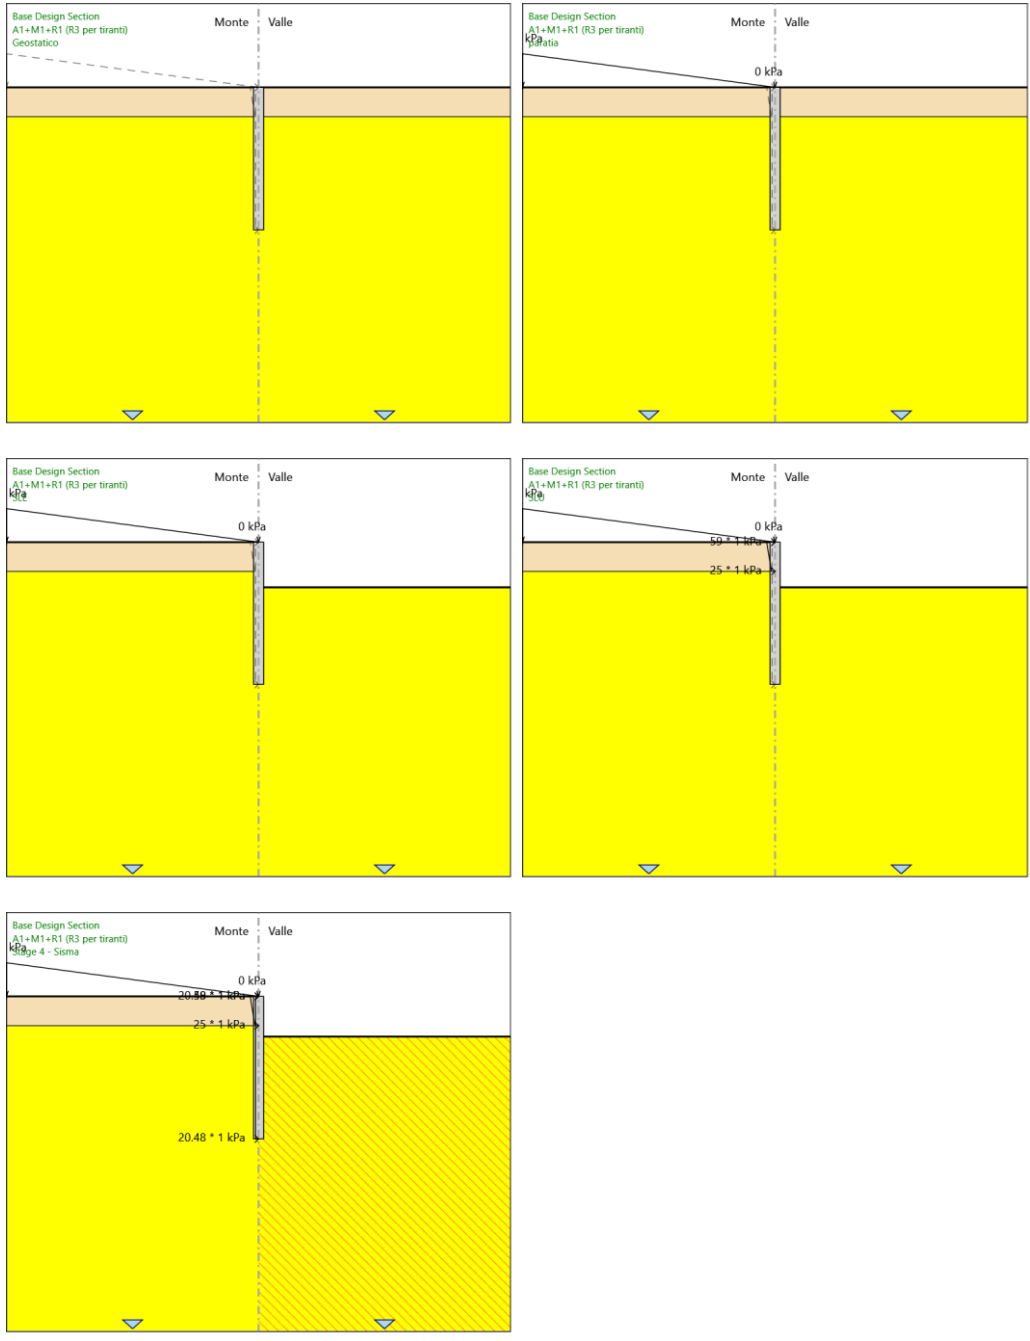 Base Design Section
A1+M1+R1 (R3 per tiranti)
Geostatico
Monte
Valle
Base Design Section
A1+M1+R1 (R3 per tiranti)
kPa
paratia
Monte
Valle
0 kPa
Base Design Section
A1+M1+R1 (R3 per tiranti)
kPa
SLE
Monte
Valle
0 kPa
Base Design Section
A1+M1+R1 (R3 per tiranti)
kPa
SLU
Monte
Valle
0 kPa
59 * 1 kPa
25 * 1 kPa
Base Design Section
A1+M1+R1 (R3 per tiranti)
kPa
Stage 4 - Sisma
Monte
Valle
0 kPa
* 1 kPa
25 * 1 kPa
20.48 * 1 kPa